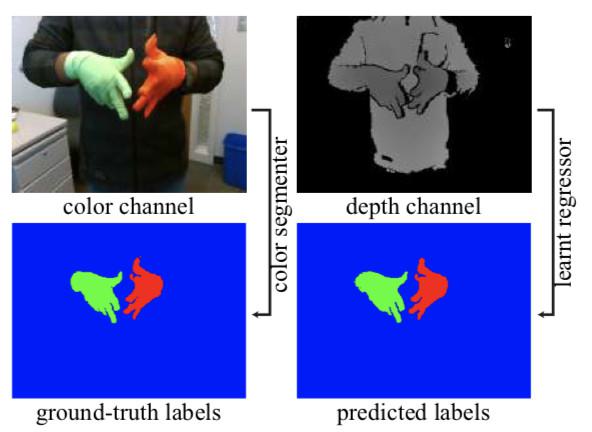 color channel
depth channel
color segmenter
learnt regressor
ground-truth labels
predicted labels